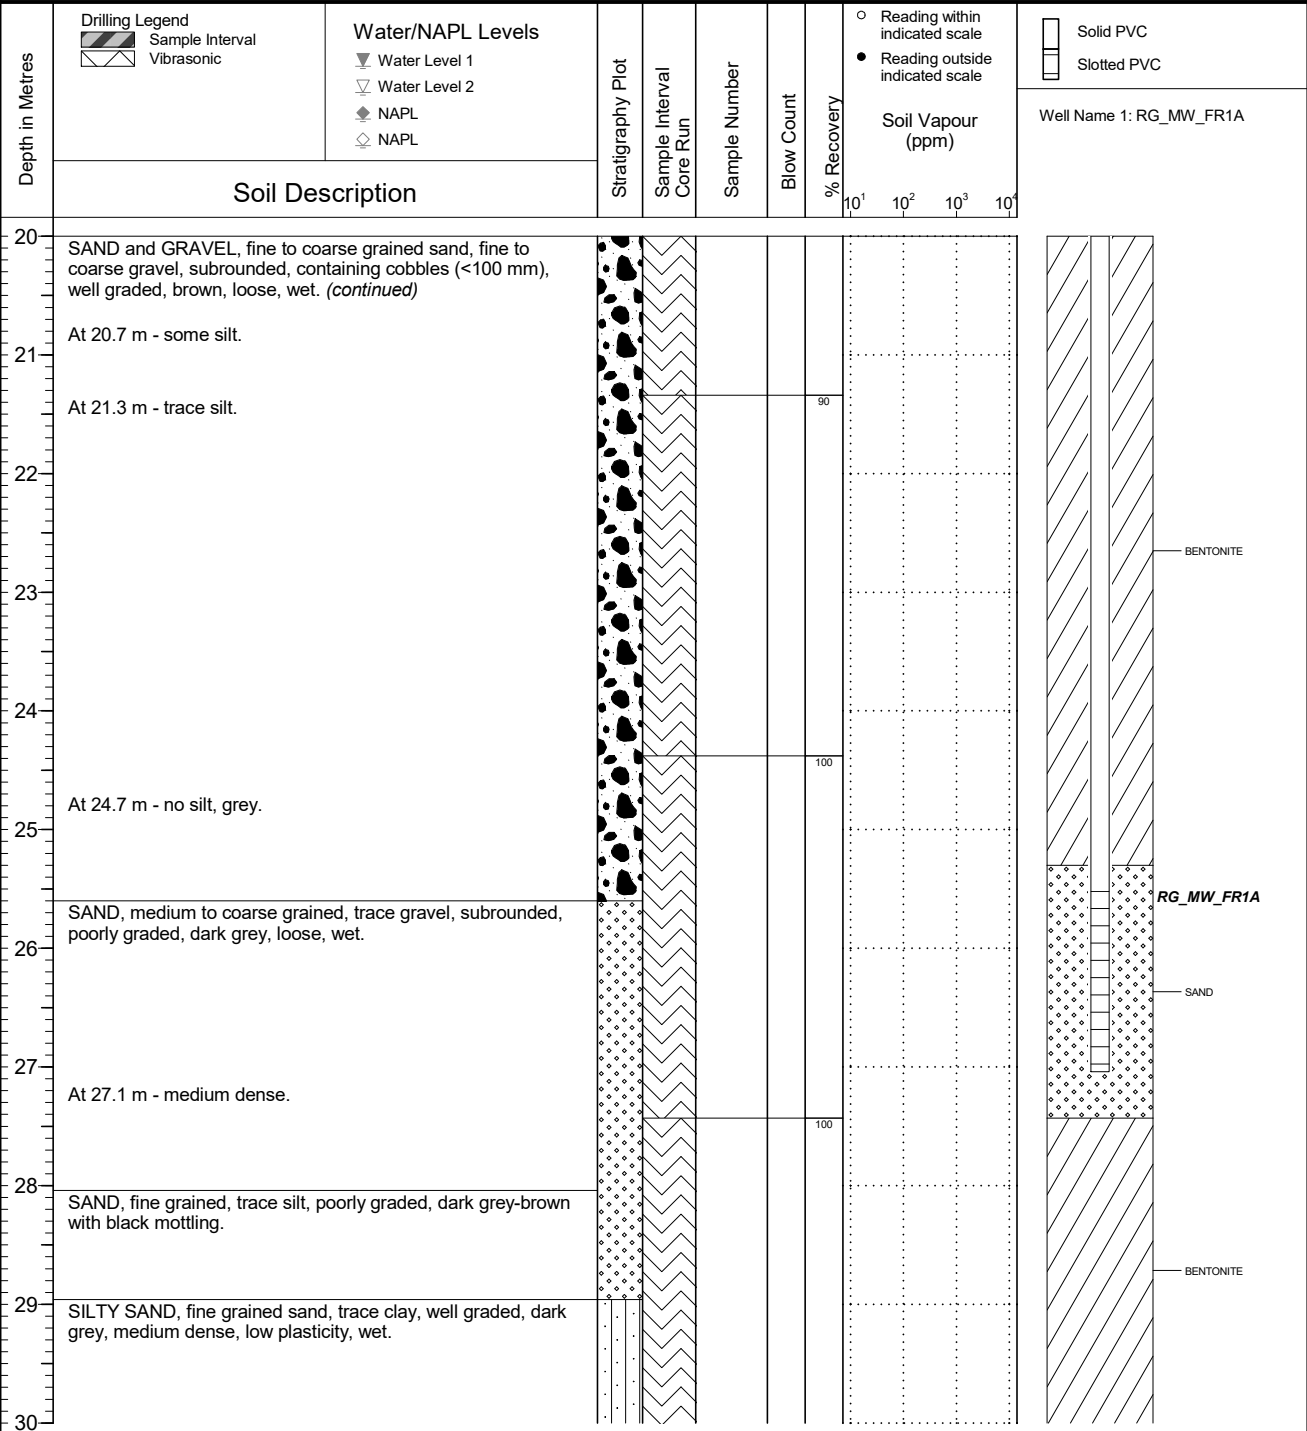 Drilling Legend
Sample Interval
Vibrasonic
Water/NAPL Levels
Water Level 1
Water Level 2
NAPL
NAPL
Depth in Metres
Soil Description
Stratigraphy Plot
Sample Interval
Core Run
Sample Number
Blow Count
% Recovery
Reading within
indicated scale
Reading outside
indicated scale
Soil Vapour
(ppm)
10¹ 10² 10³ 10⁴
Solid PVC
Slotted PVC
Well Name 1: RG_MW_FR1A
20
SAND and GRAVEL, fine to coarse grained sand, fine to
coarse gravel, subrounded, containing cobbles (<100 mm),
well graded, brown, loose, wet. (continued)
At 20.7 m - some silt.
21
At 21.3 m - trace silt.
90
22
BENTONITE
23
24
100
At 24.7 m - no silt, grey.
25
RG_MW_FR1A
SAND, medium to coarse grained, trace gravel, subrounded,
poorly graded, dark grey, loose, wet.
26
SAND
27
At 27.1 m - medium dense.
100
28
SAND, fine grained, trace silt, poorly graded, dark grey-brown
with black mottling.
BENTONITE
29
SILTY SAND, fine grained sand, trace clay, well graded, dark
grey, medium dense, low plasticity, wet.
30